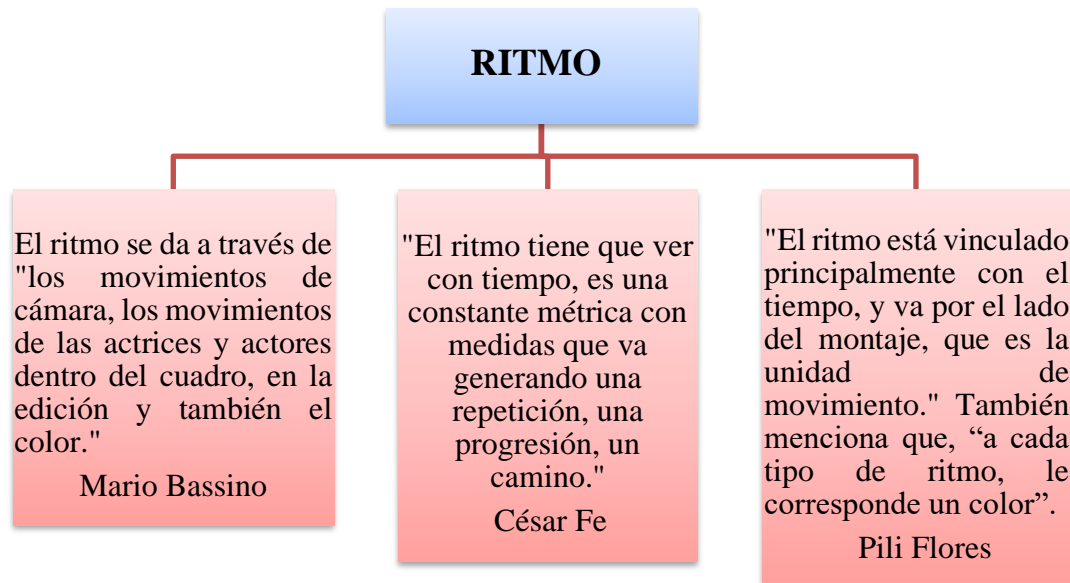 RITMO
El ritmo se da a través de
"los movimientos de
cámara, los movimientos
de las actrices y actores
dentro del cuadro, en la
edición y también el
color."
Mario Bassino
"El ritmo tiene que ver
con tiempo, es una
constante métrica con
medidas que va
generando una
repetición, una
progresión, un
camino."
César Fe
"El ritmo está vinculado
principalmente con el
tiempo, y va por el lado
del montaje, que es la
unidad de
movimiento." También
menciona que, “a cada
tipo de ritmo, le
corresponde un color”.
Pili Flores